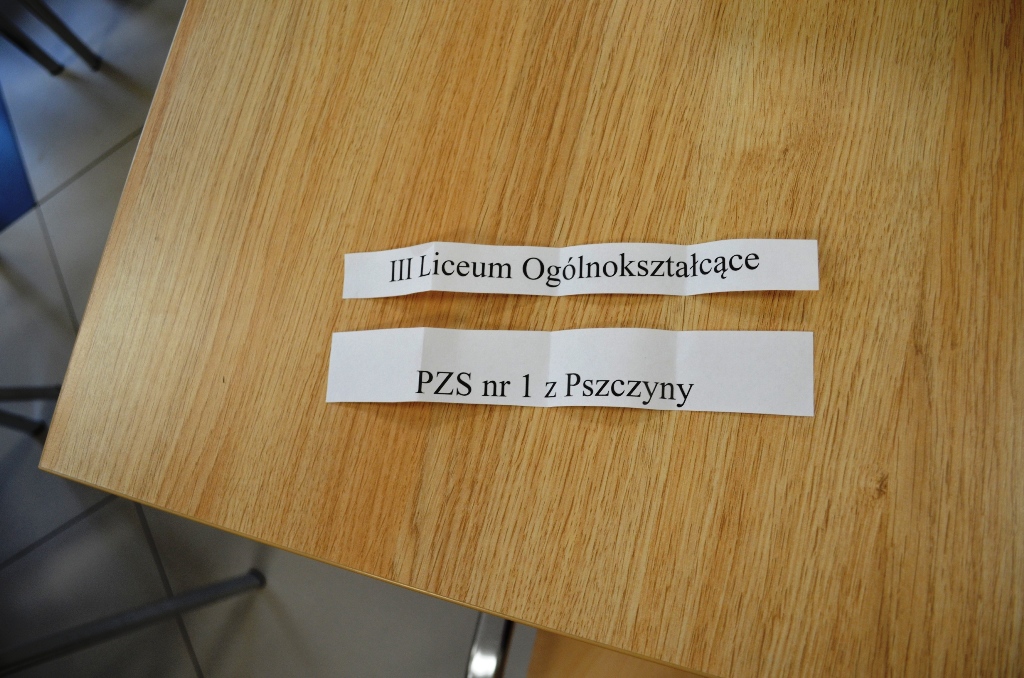 III Liceum Ogólnokształcące
PZS nr 1 z Pszczyny